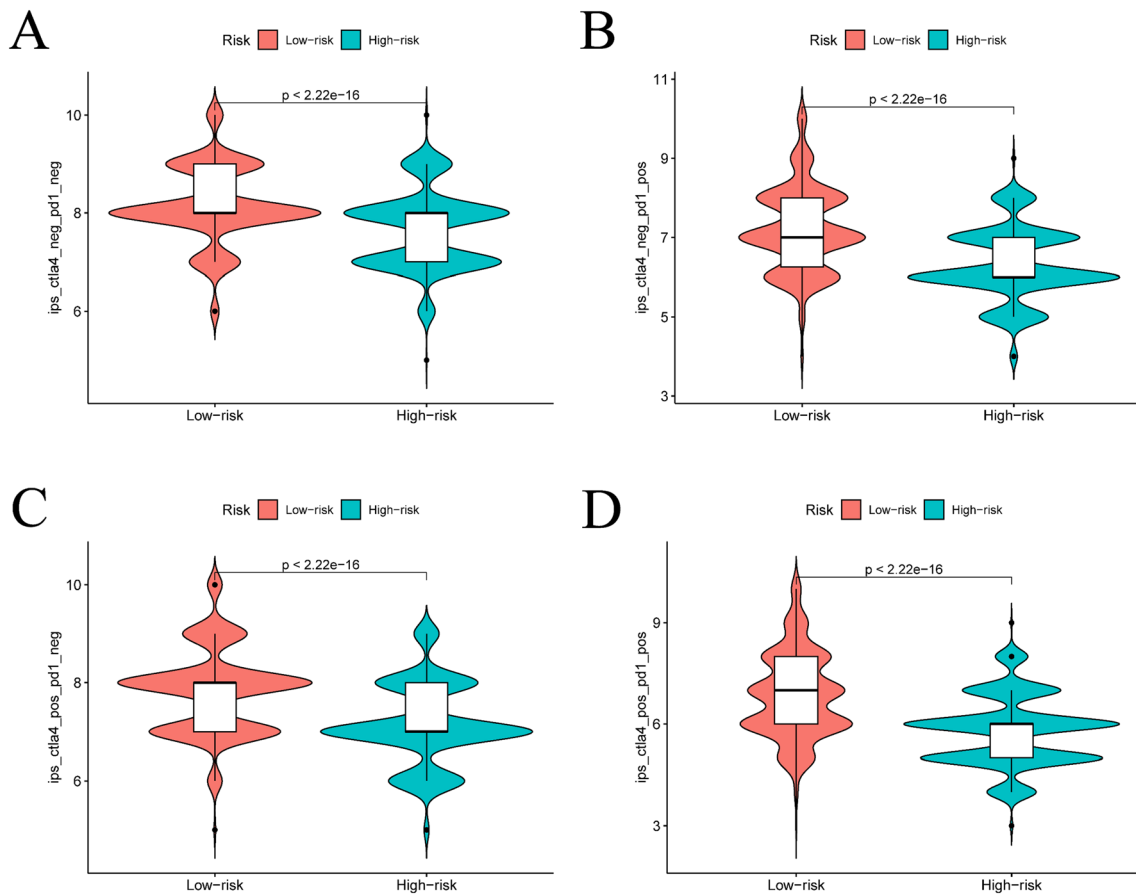 A
Risk Low−risk High−risk
ips_ctla4_neg_pd1_neg
10
8
6
p < 2.22e−16
Low−risk High−risk
B
Risk Low−risk High−risk
ips_ctla4_neg_pd1_pos
11
9
7
5
3
p < 2.22e−16
Low−risk High−risk
C
Risk Low−risk High−risk
ips_ctla4_pos_pd1_neg
10
8
6
p < 2.22e−16
Low−risk High−risk
D
Risk Low−risk High−risk
ips_ctla4_pos_pd1_pos
9
6
3
p < 2.22e−16
Low−risk High−risk